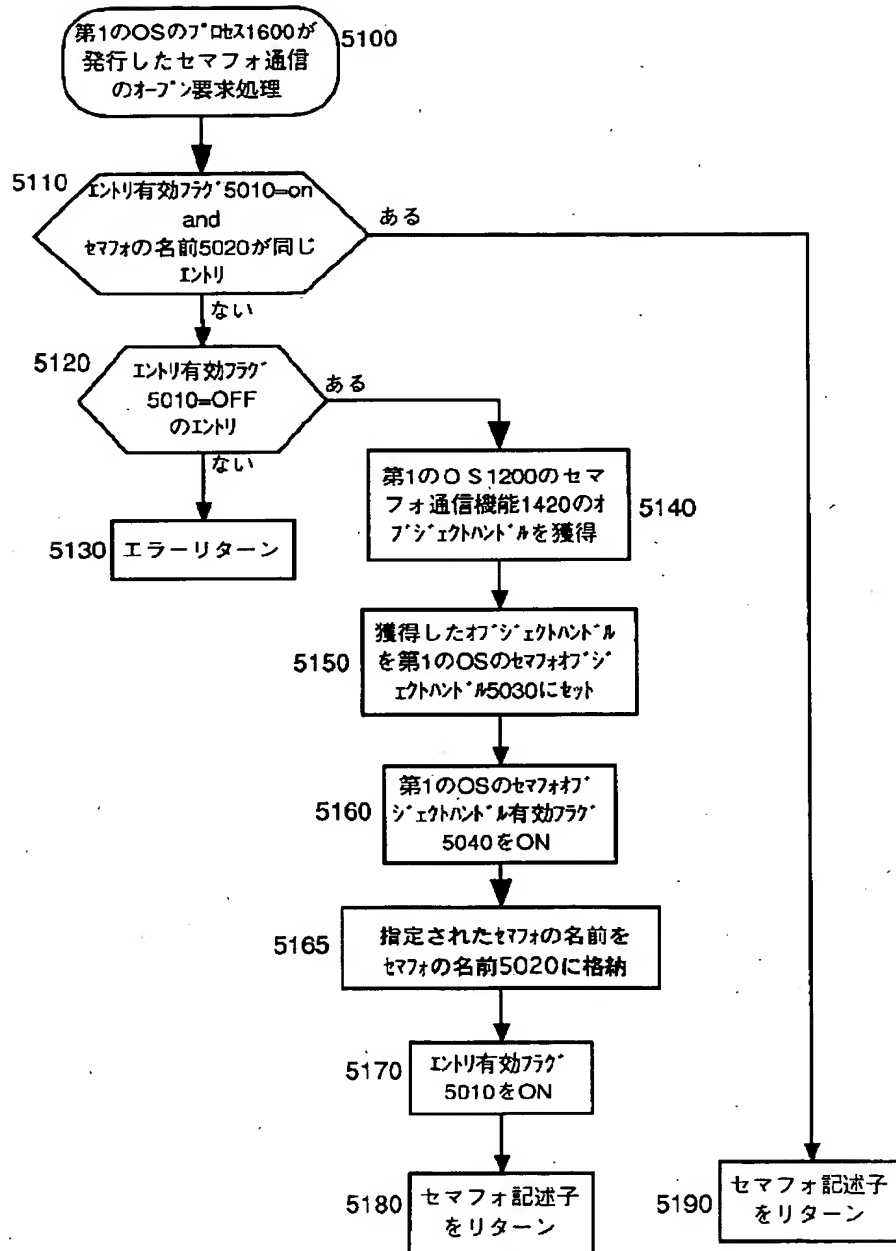 第1のOSのﾌﾟﾛｾｽ1600が
発行したセマフォ通信
のｵｰﾌﾟﾝ要求処理
5100
5110
ｴﾝﾄﾘ有効ﾌﾗｸﾞ5010=on
and
ｾﾏﾌｫの名前5020が同じ
ｴﾝﾄﾘ
ある
ない
5120
ｴﾝﾄﾘ有効ﾌﾗｸﾞ
5010=OFF
のｴﾝﾄﾘ
ある
ない
5130
エラーリターン
第1のＯＳ1200のセマ
フォ通信機能1420のｵ
ﾌﾞｼﾞｪｸﾄﾊﾝﾄﾞﾙを獲得
5140
5150
獲得したｵﾌﾞｼﾞｪｸﾄﾊﾝﾄﾞﾙ
を第1のOSのｾﾏﾌｫｵﾌﾞｼﾞ
ｪｸﾄﾊﾝﾄﾞﾙ5030にｾｯﾄ
5160
第1のOSのｾﾏﾌｫｵﾌﾞ
ｼﾞｪｸﾄﾊﾝﾄﾞﾙ有効ﾌﾗｸﾞ
5040をON
5165
指定されたｾﾏﾌｫの名前を
ｾﾏﾌｫの名前5020に格納
5170
ｴﾝﾄﾘ有効ﾌﾗｸﾞ
5010をON
5180
セマフォ記述子
をリターン
5190
セマフォ記述子
をリターン